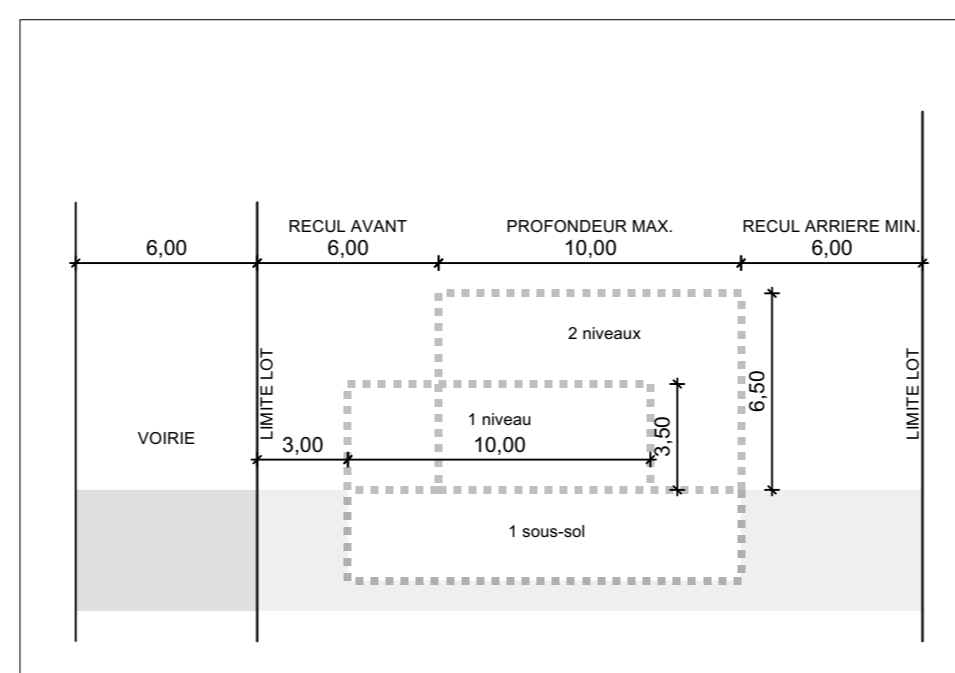 RECUL AVANT PROFONDEUR MAX. RECUL ARRIERE MIN.
6,00 6,00 10,00 6,00
2 niveaux
LIMITE LOT
6,50
LIMITE LOT
1 niveau
3,50
VOIRIE
3,00 10,00
1 sous-sol